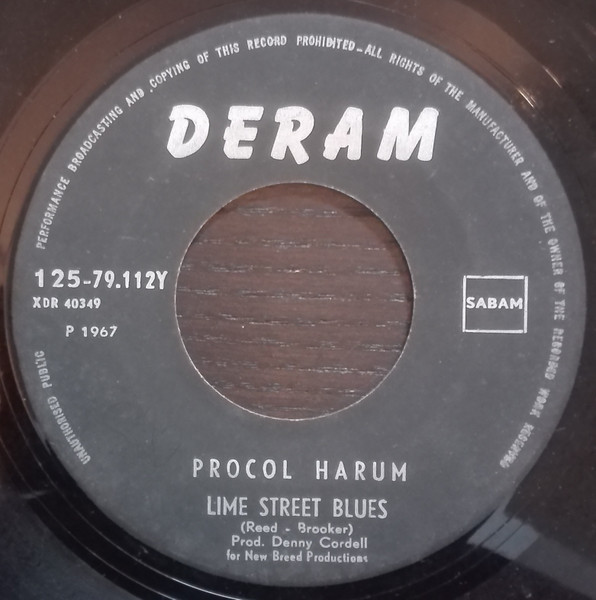 UNAUTHORISED PUBLIC PERFORMANCE BROADCASTING AND COPYING OF THIS RECORD PROHIBITED_ALL RIGHTS OF THE MANUFACTURER AND OF THE OWNER OF THE RECORDED WORK RESERVED
DERAM
125-79.112Y
XDR 40349
P 1967
SABAM
PROCOL HARUM
LIME STREET BLUES
(Reed - Brooker)
Prod. Denny Cordell
for New Breed Productions